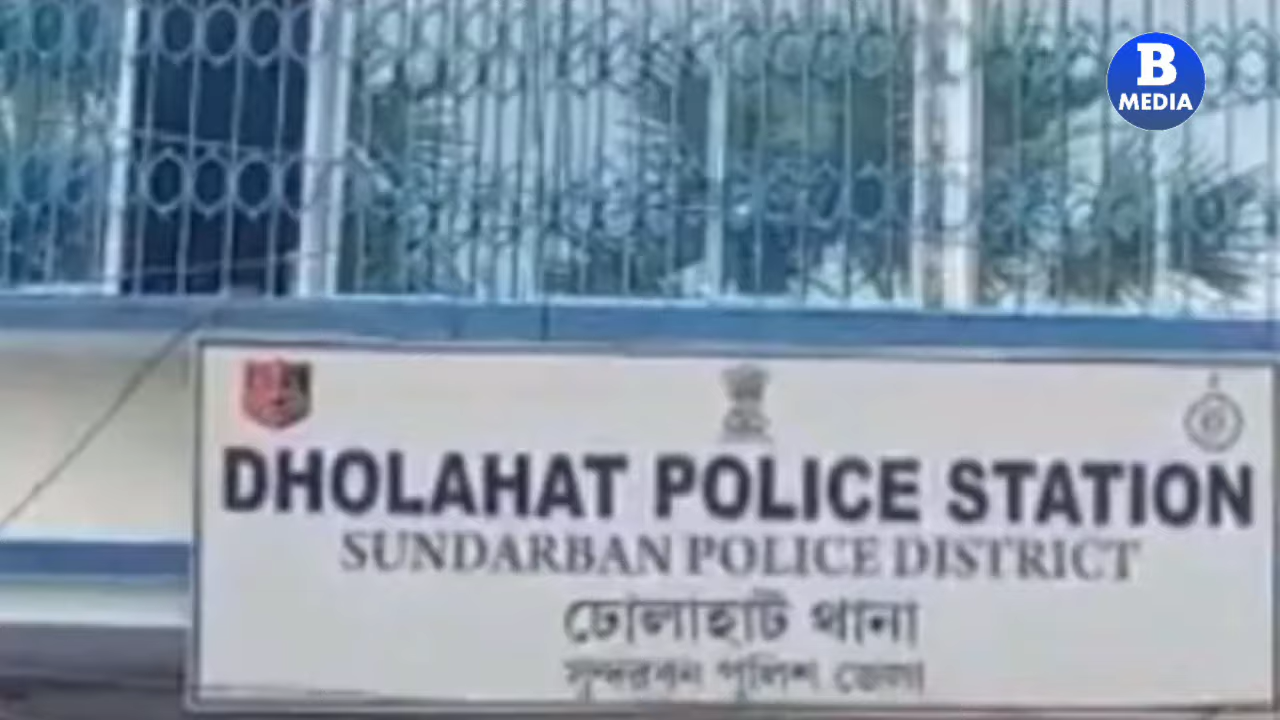 B
MEDIA
DHOLAHAT POLICE STATION
SUNDARBAN POLICE DISTRICT
ঢোলাহাট থানা
সুন্দরবন পুলিশ জেলা